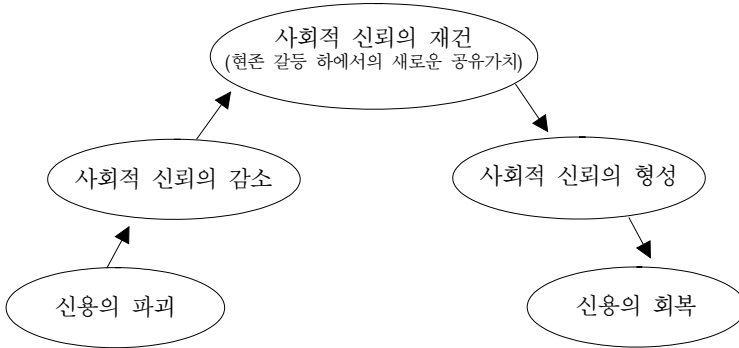 사회적 신뢰의 재건
(현존 갈등 하에서의 새로운 공유가치)
사회적 신뢰의 감소
사회적 신뢰의 형성
신용의 파괴
신용의 회복